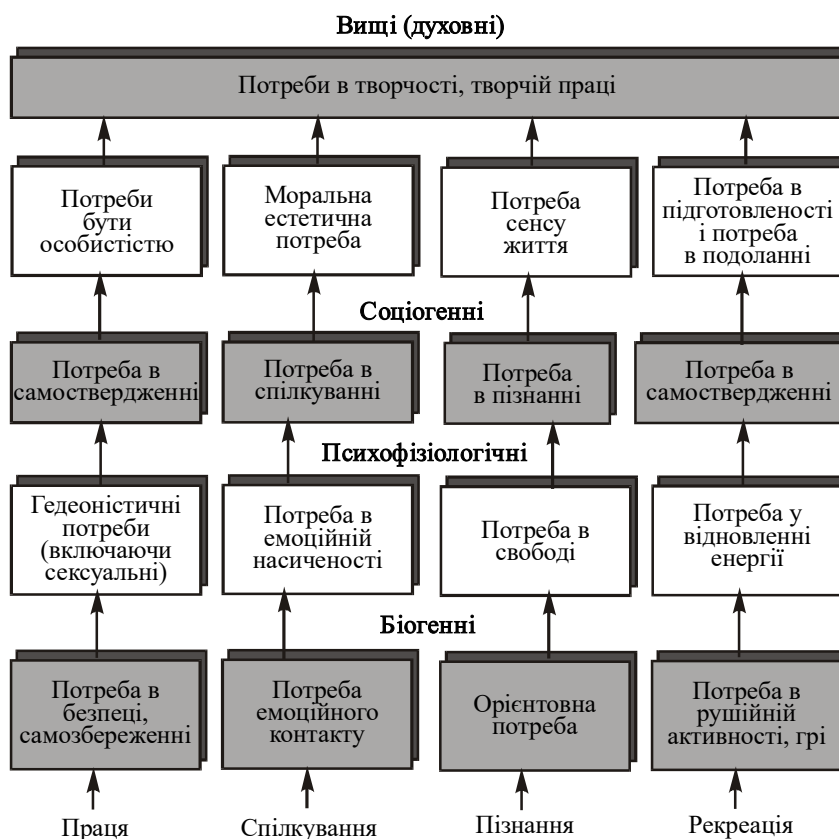 Вищі (духовні)
Потреби в творчості, творчій праці
Потреби
бути
особистістю
Моральна
естетична
потреба
Потреба
сенсу
життя
Потреба в
підготовленості
і потреба
в подоланні
Соціогенні
Потреба в
самоствердженні
Потреба в
спілкуванні
Потреба
в пізнанні
Потреба в
самоствердженні
Психофізіологічні
Гедеоністичні
потреби
(включаючи
сексуальні)
Потреба в
емоційній
насиченості
Потреба в
свободі
Потреба у
відновленні
енергії
Біогенні
Потреба в
безпеці,
самозбереженні
Потреба
емоційного
контакту
Орієнтовна
потреба
Потреба в
рушійній
активності, грі
Праця
Спілкування
Пізнання
Рекреація